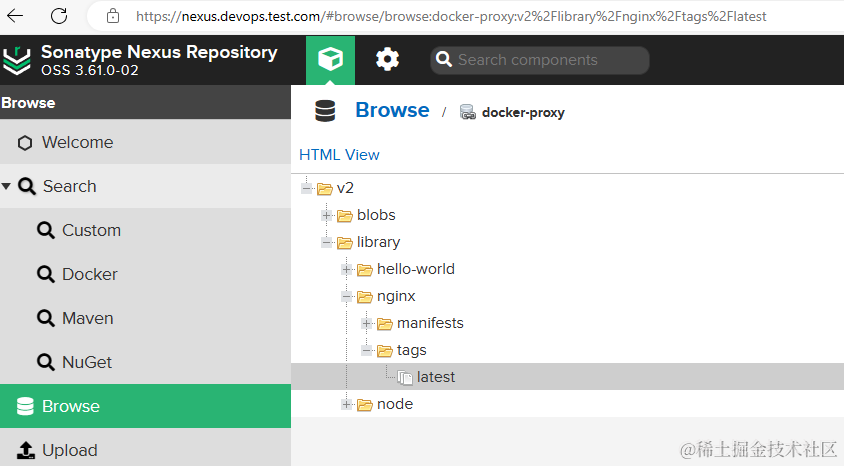 https://nexus.devops.test.com/#browse/browse:docker-proxy:v2%2Flibrary%2Fnginx%2Ftags%2Flatest
Sonatype Nexus Repository
OSS 3.61.0-02
Search components
Browse
Welcome
Search
Custom
Docker
Maven
NuGet
Browse
Upload
Browse / docker-proxy
HTML View
v2
blobs
library
hello-world
nginx
manifests
tags
latest
node
@稀土掘金技术社区